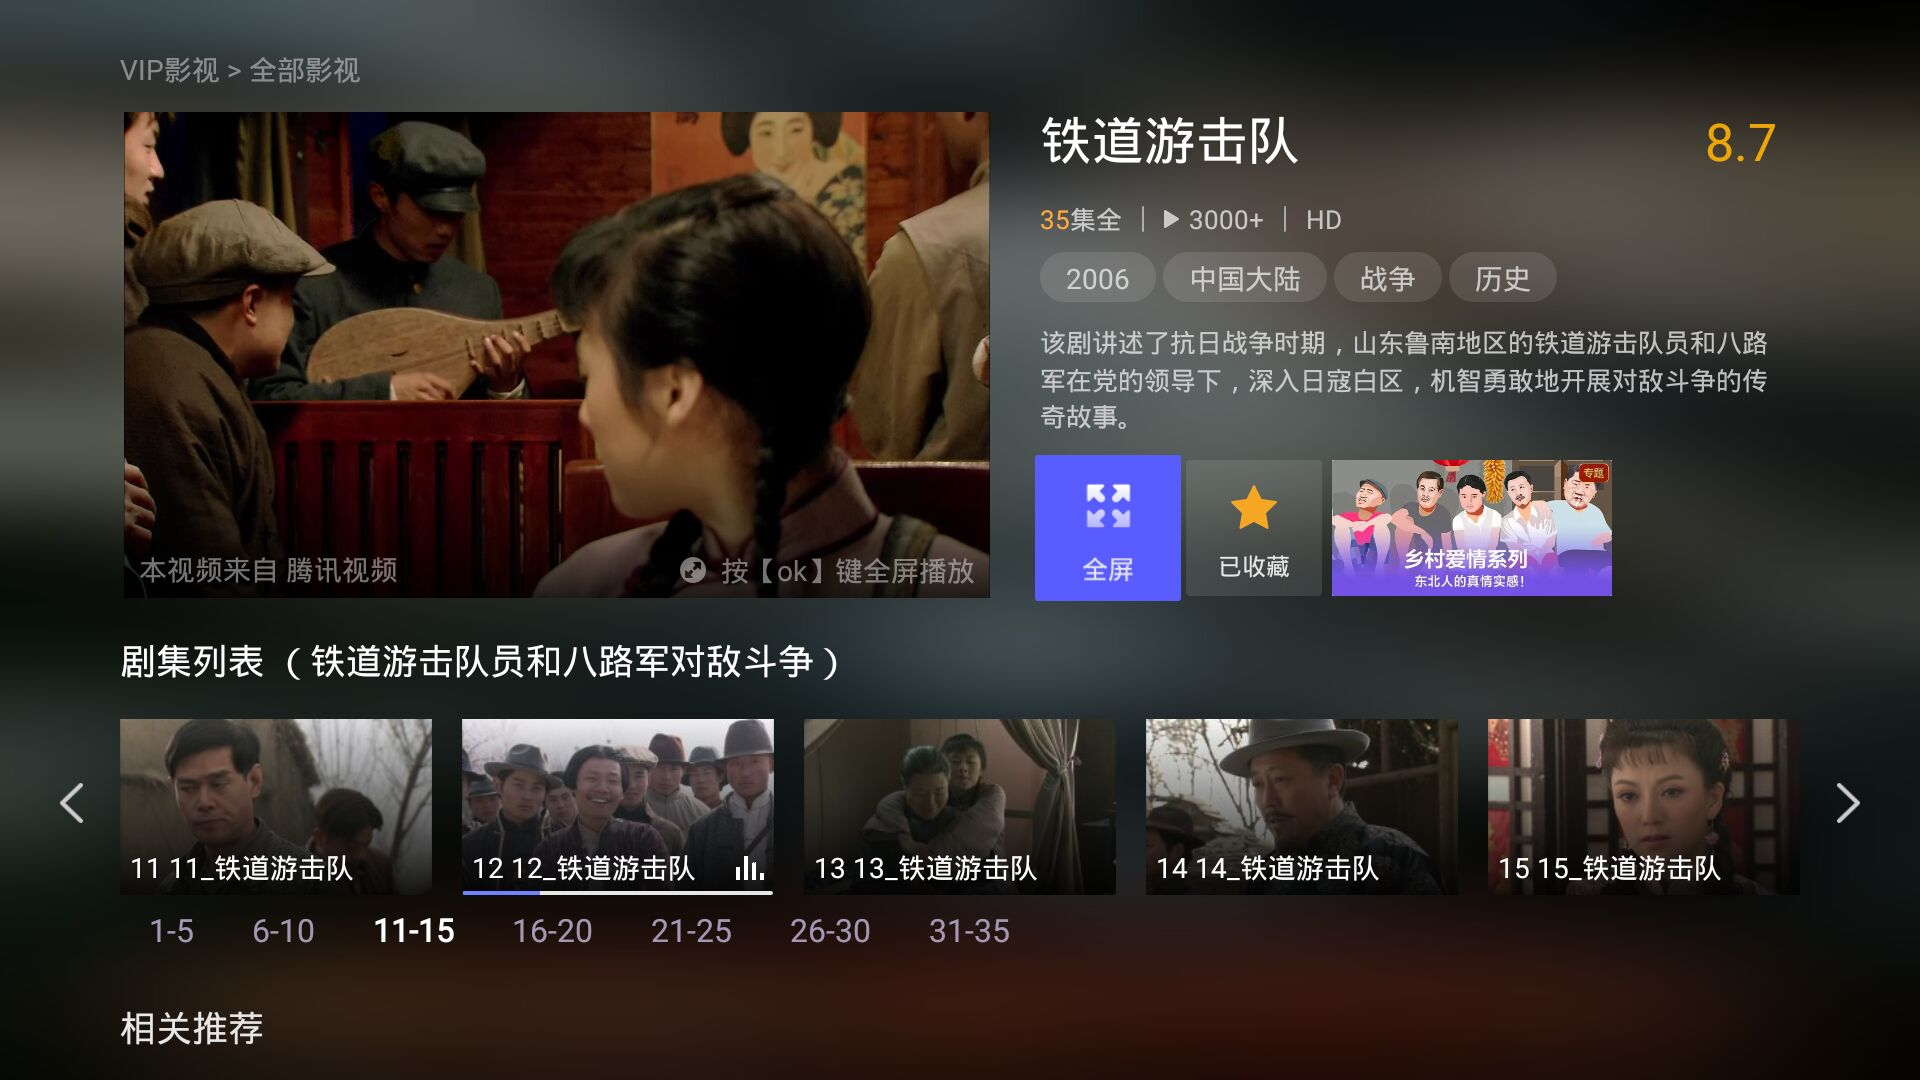 VIP影视 > 全部影视
铁道游击队
8.7
35集全 | 3000+ | HD
2006 中国大陆 战争 历史
该剧讲述了抗日战争时期，山东鲁南地区的铁道游击队员和八路
军在党的领导下，深入日寇白区，机智勇敢地开展对敌斗争的传
奇故事。
本视频来自 腾讯视频
按【ok】键全屏播放
全屏
已收藏
专题
乡村爱情系列
东北人的真情实感！
剧集列表（铁道游击队员和八路军对敌斗争）
11 11_铁道游击队
12 12_铁道游击队
13 13_铁道游击队
14 14_铁道游击队
15 15_铁道游击队
1-5 6-10 11-15 16-20 21-25 26-30 31-35
相关推荐